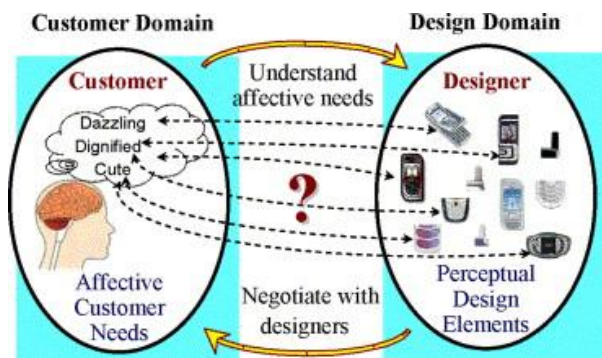 Customer Domain
Design Domain
Customer
Understand
affective needs
Designer
Dazzling
Dignified
Cute
?
Affective
Customer
Needs
Negotiate with
designers
Perceptual
Design
Elements